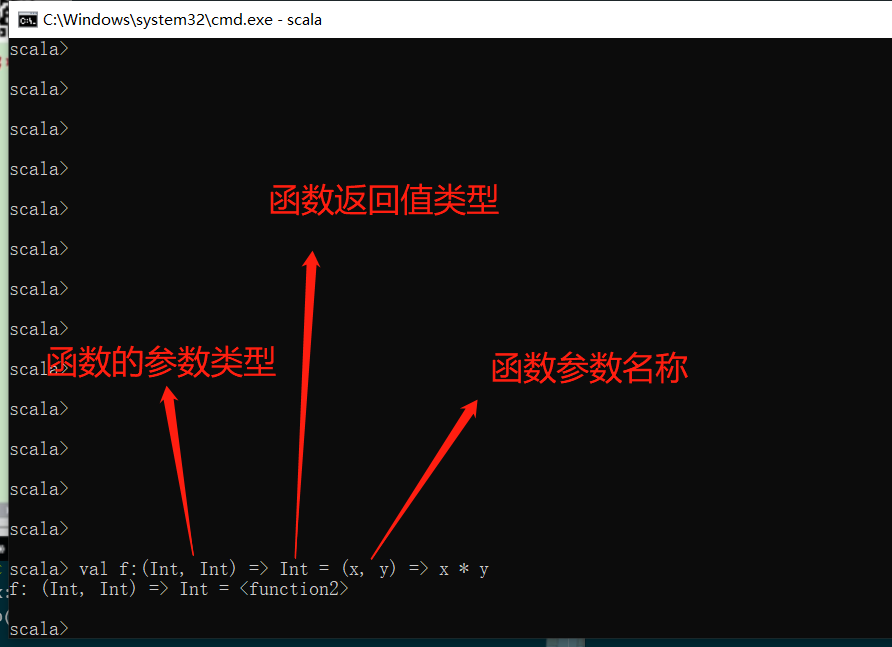 C:\Windows\system32\cmd.exe - scala
scala>
scala>
scala>
scala>
函数返回值类型
scala>
scala>
scala>
scala>
函数的参数类型
scala>
函数参数名称
scala>
scala>
scala>
scala>
scala> val f:(Int, Int) => Int = (x, y) => x * y
f: (Int, Int) => Int = <function2>
scala>